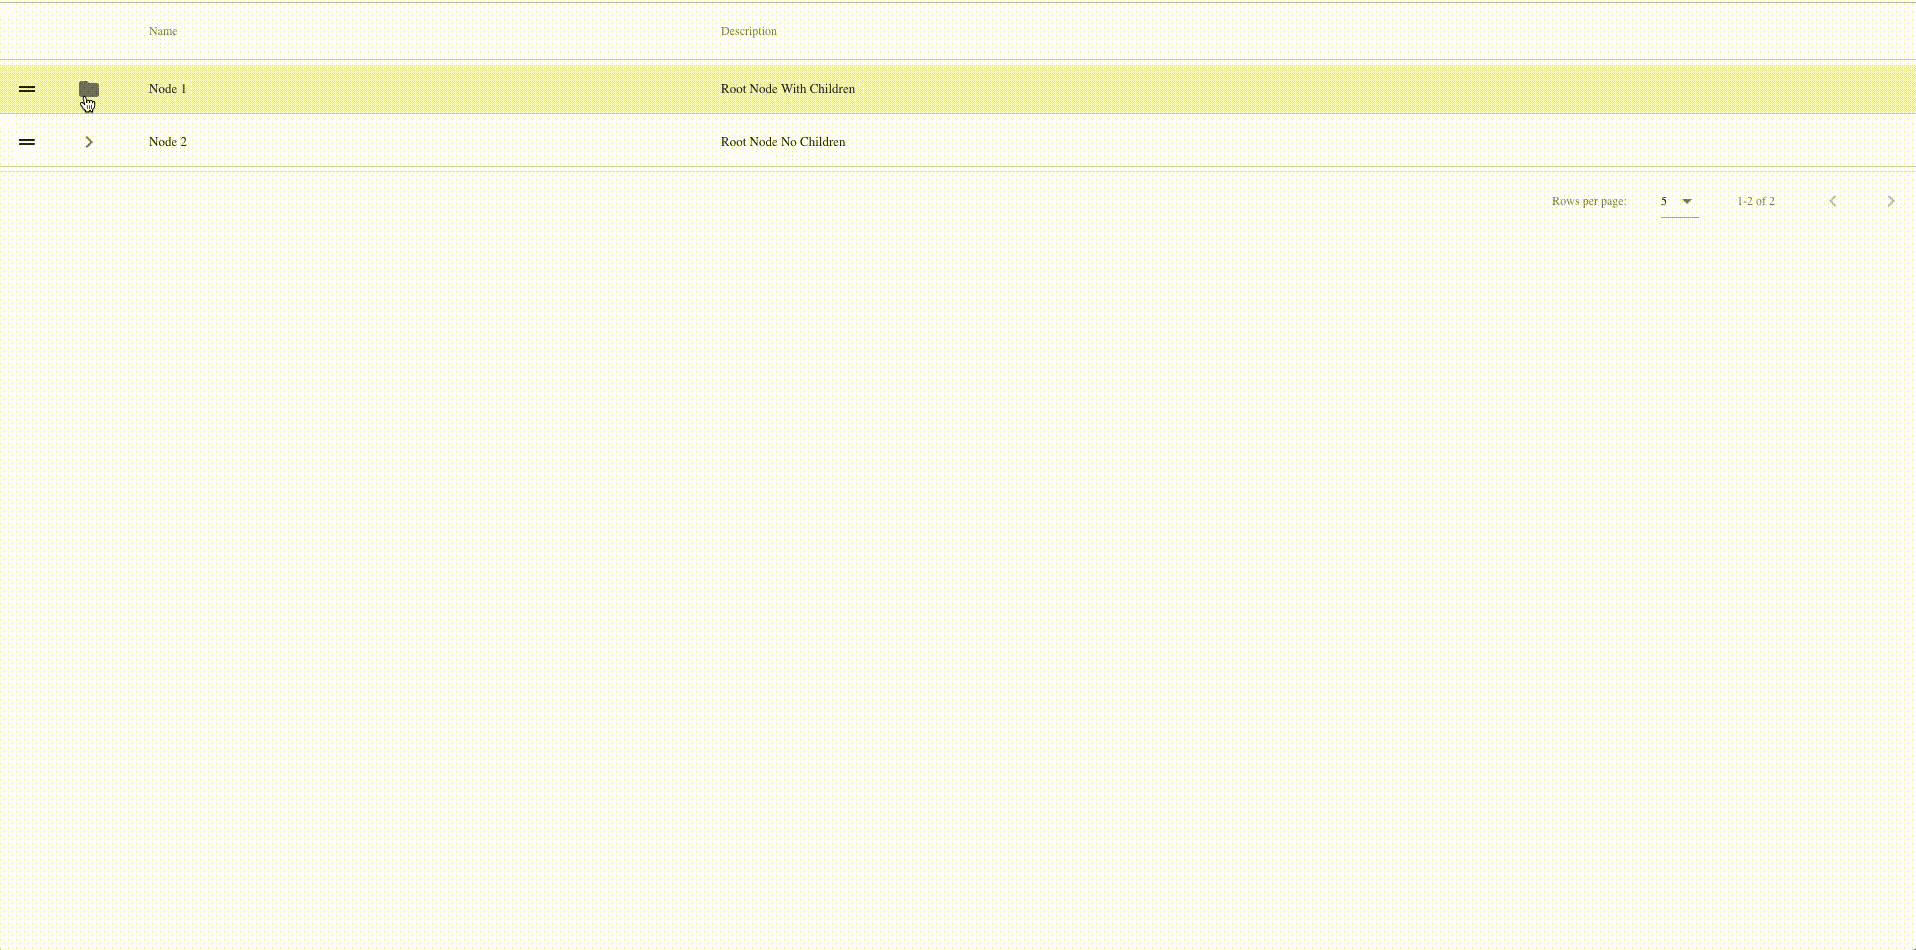 Name Description
Node 1 Root Node With Children
Node 2 Root Node No Children
Rows per page: 5 1-2 of 2